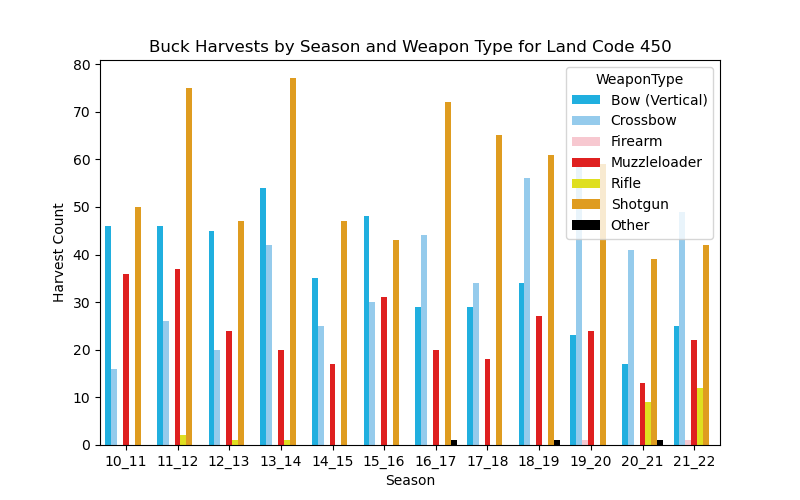 Buck Harvests by Season and Weapon Type for Land Code 450
WeaponType
Bow (Vertical)
Crossbow
Firearm
Muzzleloader
Rifle
Shotgun
Other
Harvest Count
80
70
60
50
40
30
20
10
0
10_11 11_12 12_13 13_14 14_15 15_16 16_17 17_18 18_19 19_20 20_21 21_22
Season